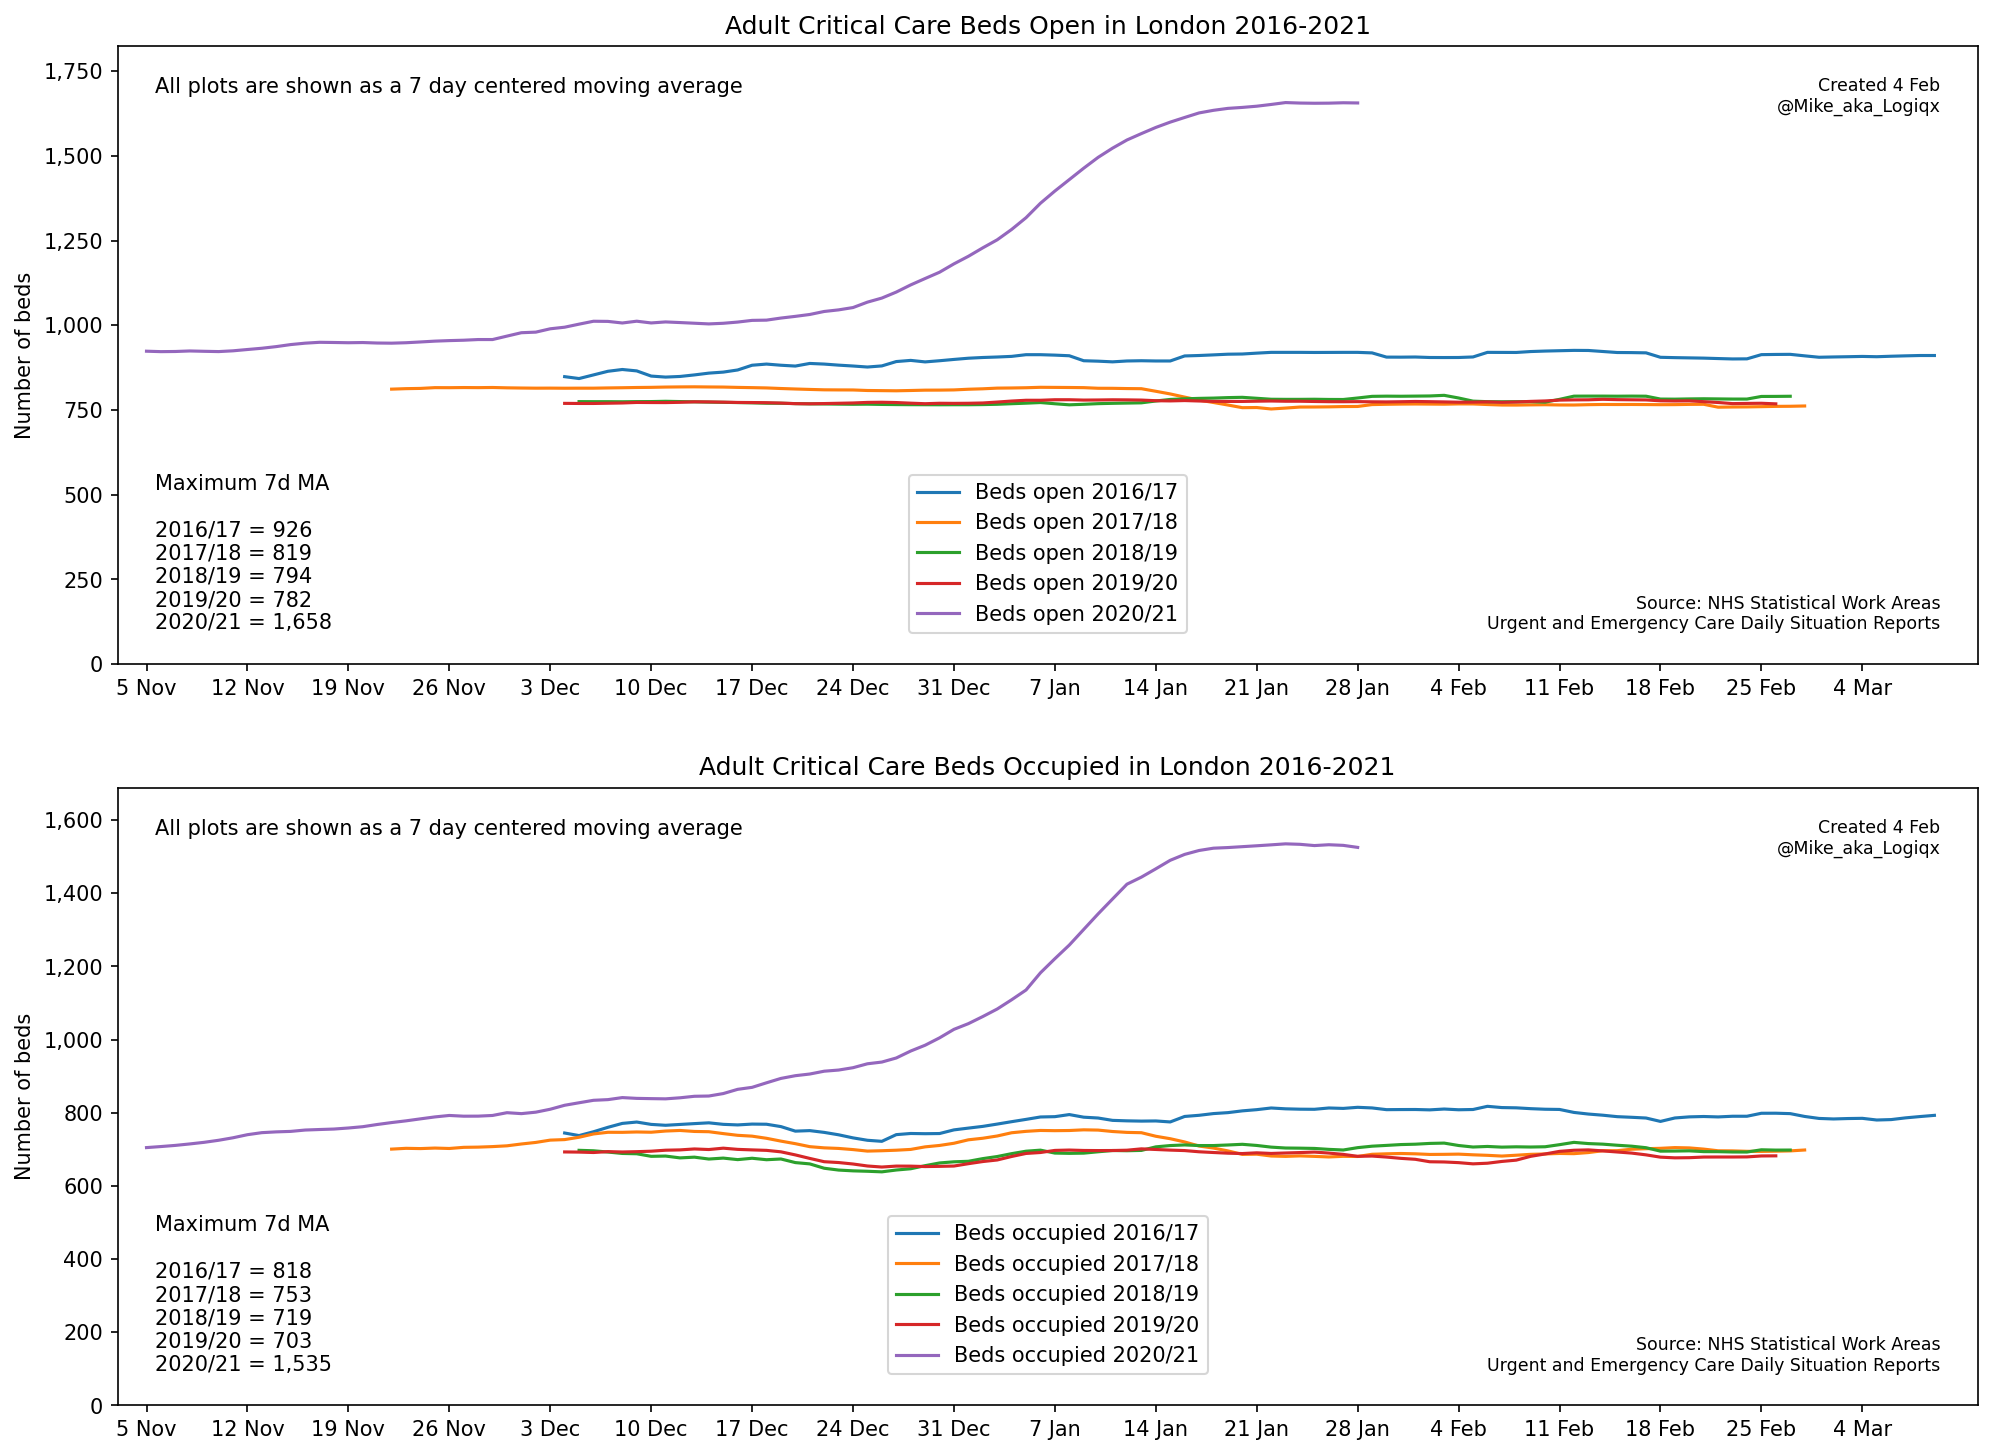 Adult Critical Care Beds Open in London 2016-2021
All plots are shown as a 7 day centered moving average
Created 4 Feb
@Mike_aka_Logiqx
Number of beds
1,750
1,500
1,250
1,000
750
500
250
0
Maximum 7d MA
2016/17 = 926
2017/18 = 819
2018/19 = 794
2019/20 = 782
2020/21 = 1,658
Beds open 2016/17
Beds open 2017/18
Beds open 2018/19
Beds open 2019/20
Beds open 2020/21
Source: NHS Statistical Work Areas
Urgent and Emergency Care Daily Situation Reports
5 Nov 12 Nov 19 Nov 26 Nov 3 Dec 10 Dec 17 Dec 24 Dec 31 Dec 7 Jan 14 Jan 21 Jan 28 Jan 4 Feb 11 Feb 18 Feb 25 Feb 4 Mar
Adult Critical Care Beds Occupied in London 2016-2021
All plots are shown as a 7 day centered moving average
Created 4 Feb
@Mike_aka_Logiqx
Number of beds
1,600
1,400
1,200
1,000
800
600
400
200
0
Maximum 7d MA
2016/17 = 818
2017/18 = 753
2018/19 = 719
2019/20 = 703
2020/21 = 1,535
Beds occupied 2016/17
Beds occupied 2017/18
Beds occupied 2018/19
Beds occupied 2019/20
Beds occupied 2020/21
Source: NHS Statistical Work Areas
Urgent and Emergency Care Daily Situation Reports
5 Nov 12 Nov 19 Nov 26 Nov 3 Dec 10 Dec 17 Dec 24 Dec 31 Dec 7 Jan 14 Jan 21 Jan 28 Jan 4 Feb 11 Feb 18 Feb 25 Feb 4 Mar